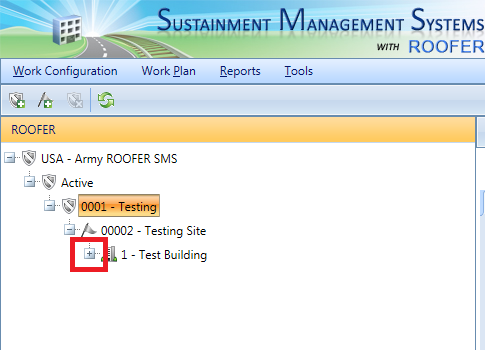 SUSTAINMENT MANAGEMENT SYSTEMS
WITH ROOFER
Work Configuration Work Plan Reports Tools
ROOFER
USA - Army ROOFER SMS
Active
0001 - Testing
00002 - Testing Site
1 - Test Building